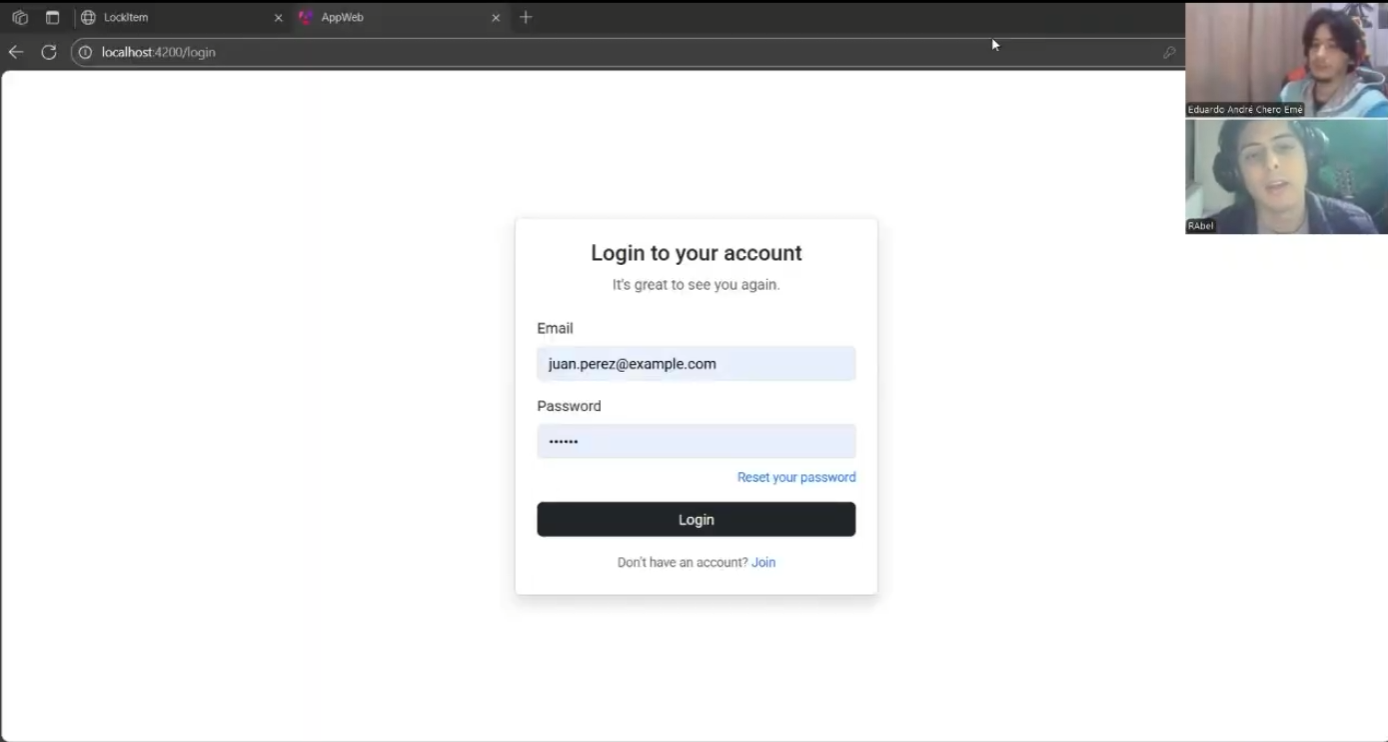 LockItem
AppWeb
localhost:4200/login
Eduardo André Chero Emé
RAbel
Login to your account
It's great to see you again.
Email
juan.perez@example.com
Password
••••••
Reset your password
Login
Don't have an account? Join